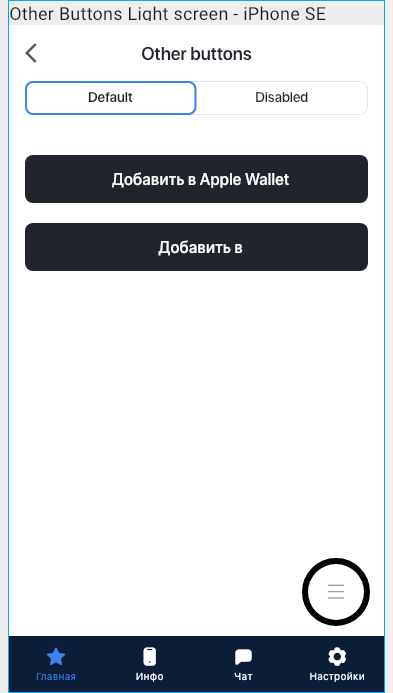 Other Buttons Light screen - iPhone SE
Other buttons
Default
Disabled
Добавить в Apple Wallet
Добавить в
Главная
Инфо
Чат
Настройки